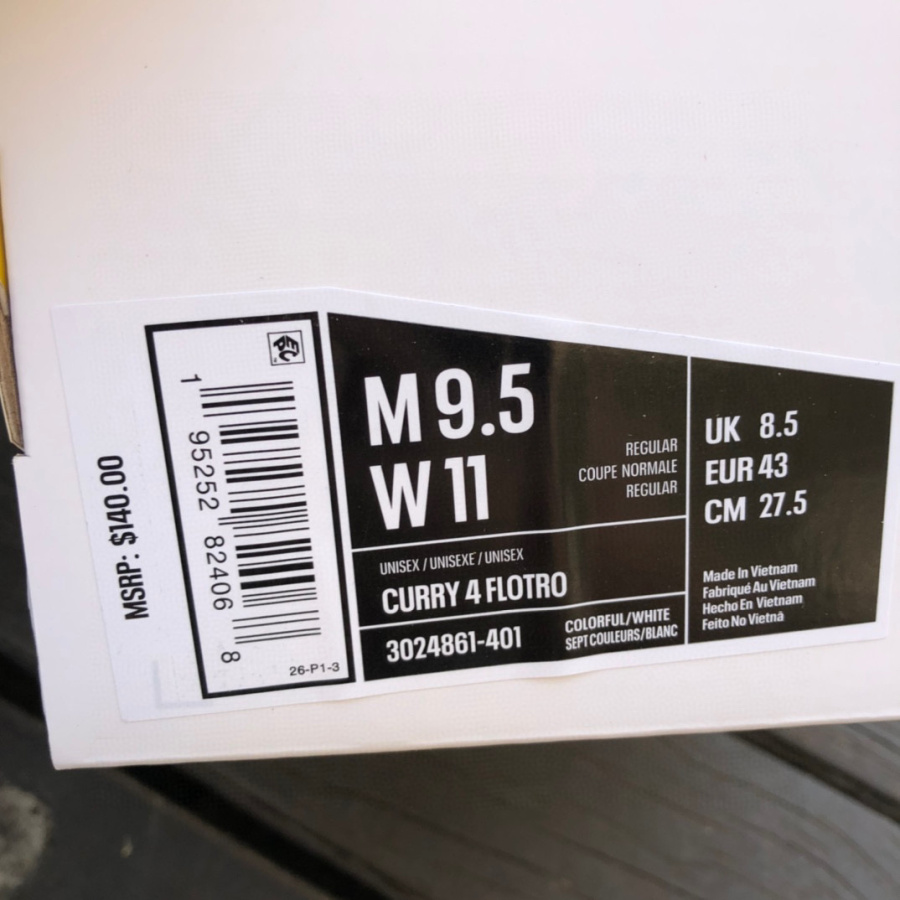 MSRP: $140.00
1 95252 82406 8
26-P1-3
M 9.5
W 11
REGULAR
COUPE NORMALE
REGULAR
UNISEX / UNISEXE / UNISEX
CURRY 4 FLOTRO
3024861-401
COLORFUL/WHITE
SEPT COULEURS/BLANC
UK 8.5
EUR 43
CM 27.5
Made In Vietnam
Fabriqué Au Vietnam
Hecho En Vietnam
Feito No Vietnã